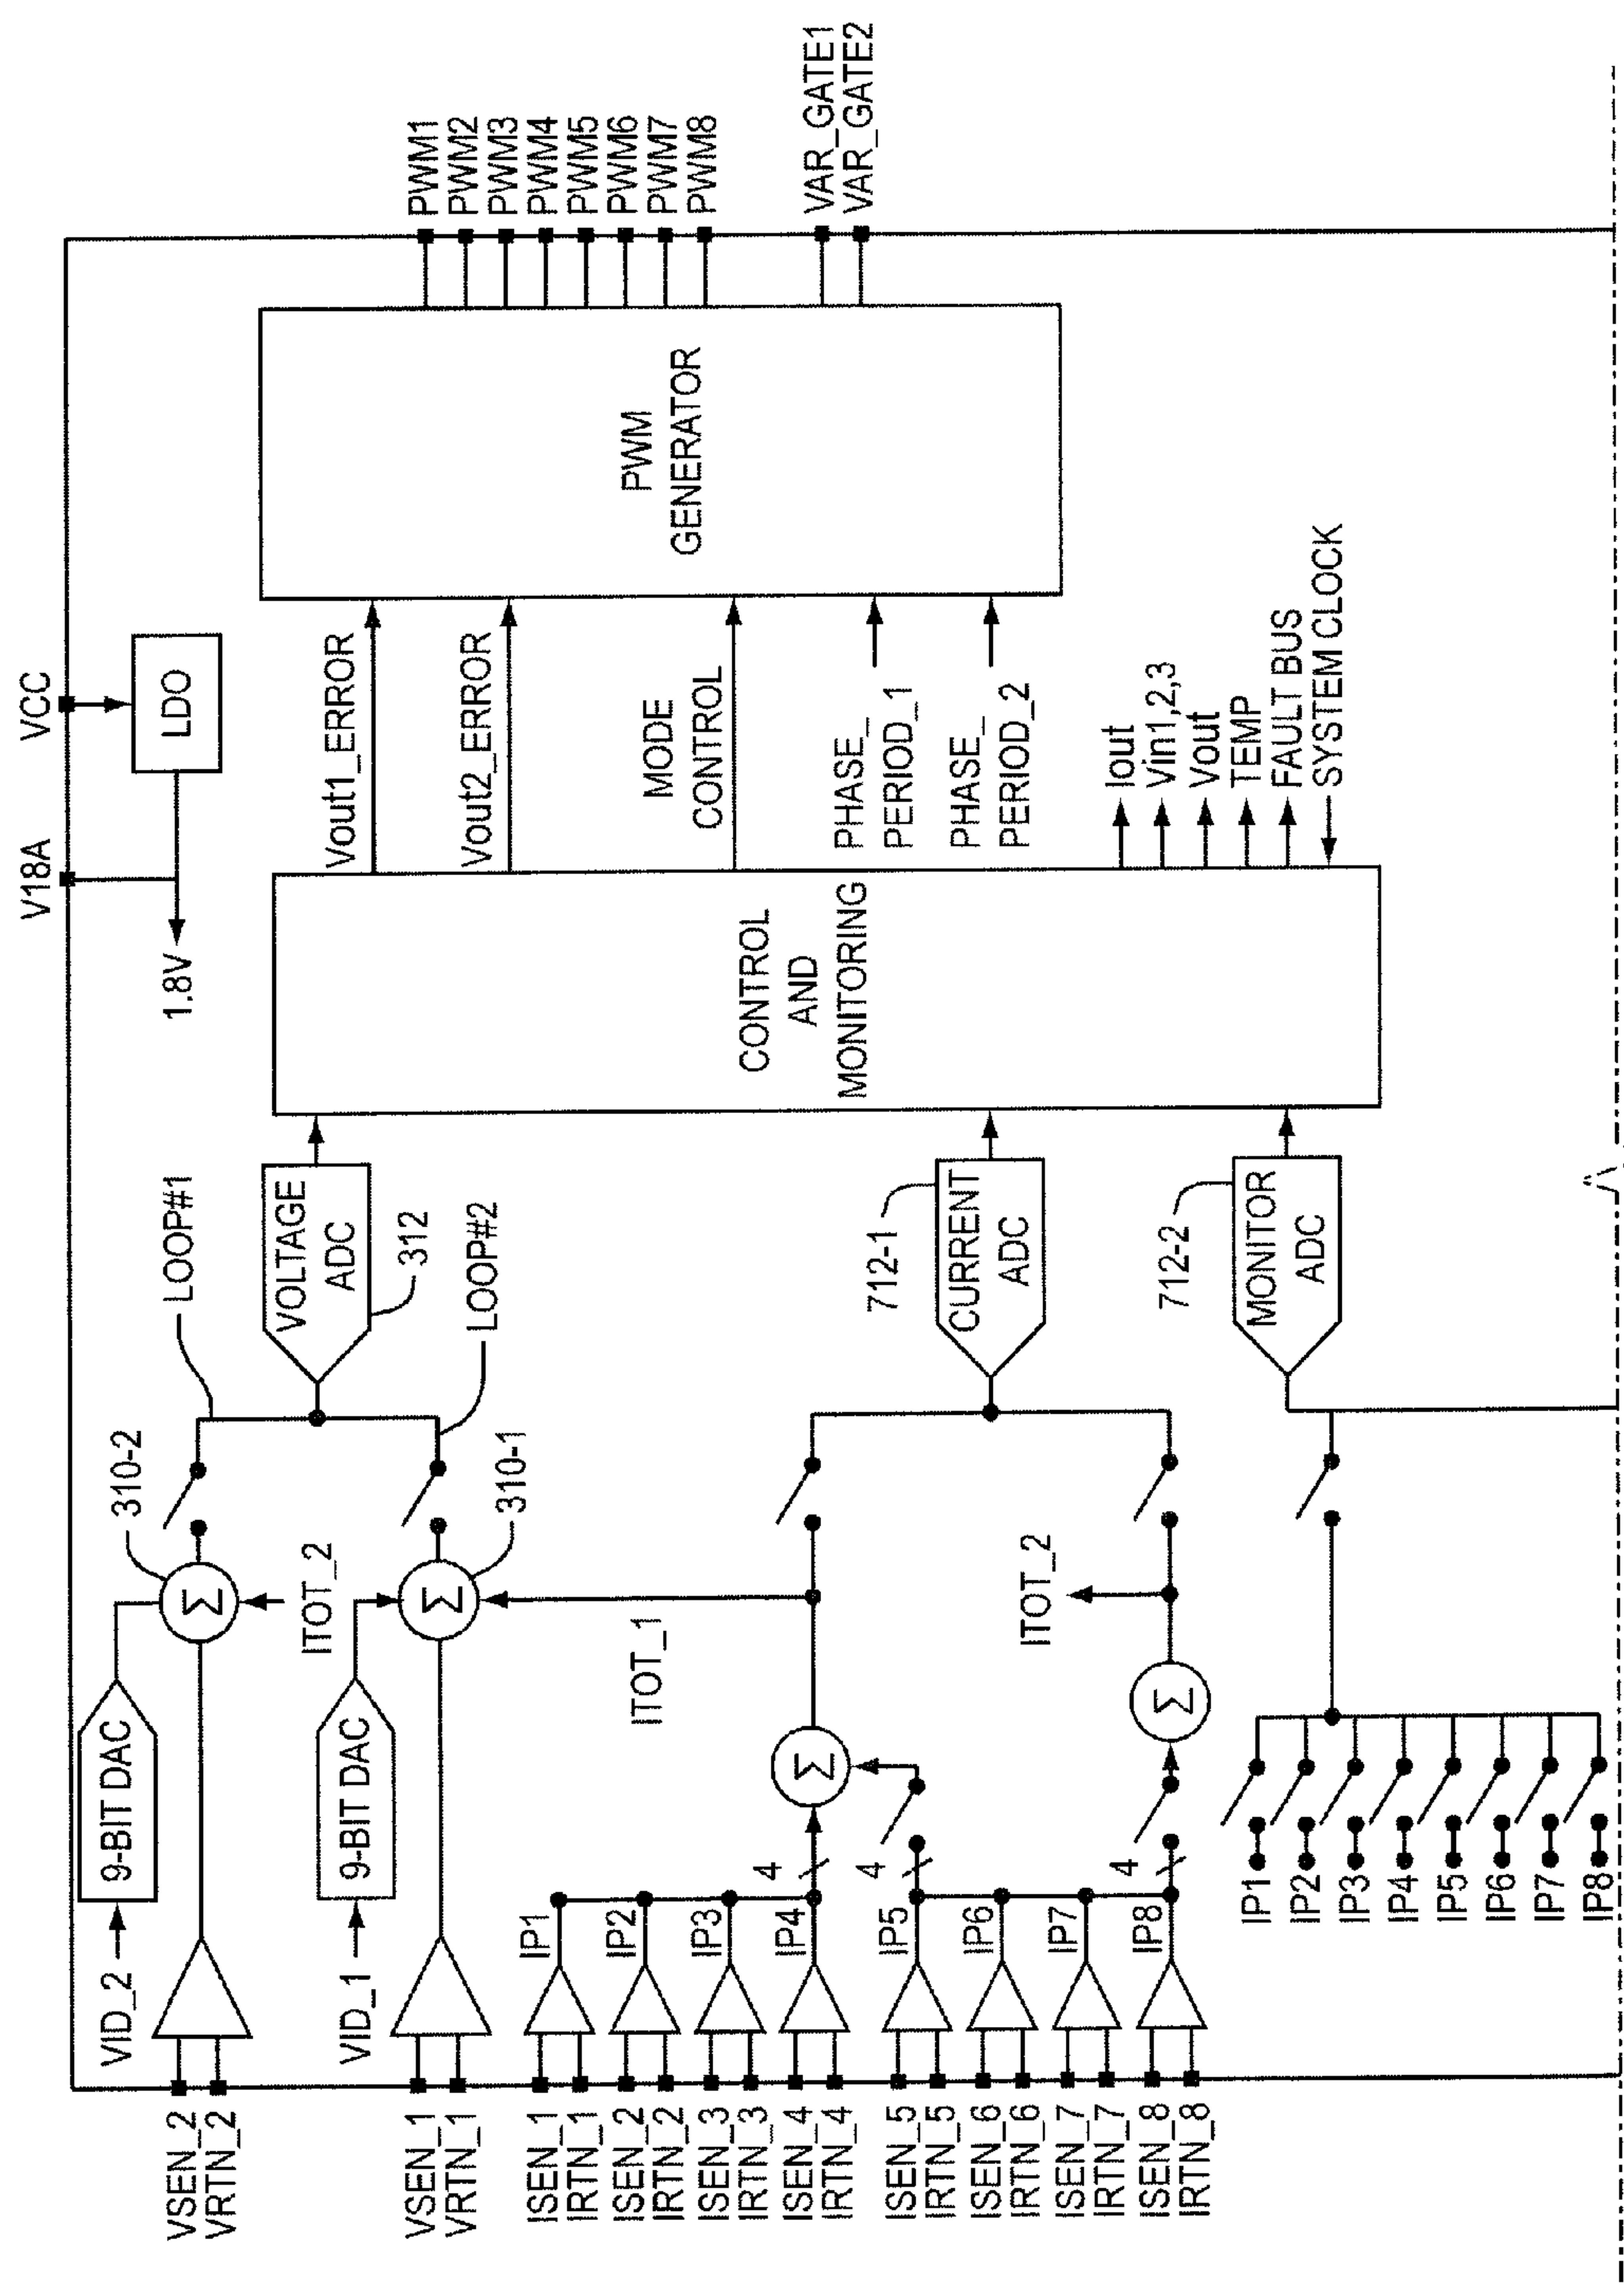 VSEN_2
VRTN_2
VSEN_1
VRTN_1
ISEN_1
IRTN_1
ISEN_2
IRTN_2
ISEN_3
IRTN_3
ISEN_4
IRTN_4
ISEN_5
IRTN_5
ISEN_6
IRTN_6
ISEN_7
IRTN_7
ISEN_8
IRTN_8
VID_2
9-BIT DAC
VID_1
9-BIT DAC
IP1
IP2
IP3
IP4
IP5
IP6
IP7
IP8
4
4
4
IP1
IP2
IP3
IP4
IP5
IP6
IP7
IP8
310-2
Σ
ITOT_2
310-1
Σ
ITOT_1
Σ
ITOT_2
Σ
LOOP#1
VOLTAGE
ADC
312
LOOP#2
712-1
CURRENT
ADC
712-2
MONITOR
ADC
V18A
VCC
1.8V
LDO
CONTROL
AND
MONITORING
Vout1_ERROR
Vout2_ERROR
MODE
CONTROL
PHASE_
PERIOD_1
PHASE_
PERIOD_2
Iout
Vin1,2,3
Vout
TEMP
FAULT BUS
SYSTEM CLOCK
PWM
GENERATOR
PWM1
PWM2
PWM3
PWM4
PWM5
PWM6
PWM7
PWM8
VAR_GATE1
VAR_GATE2